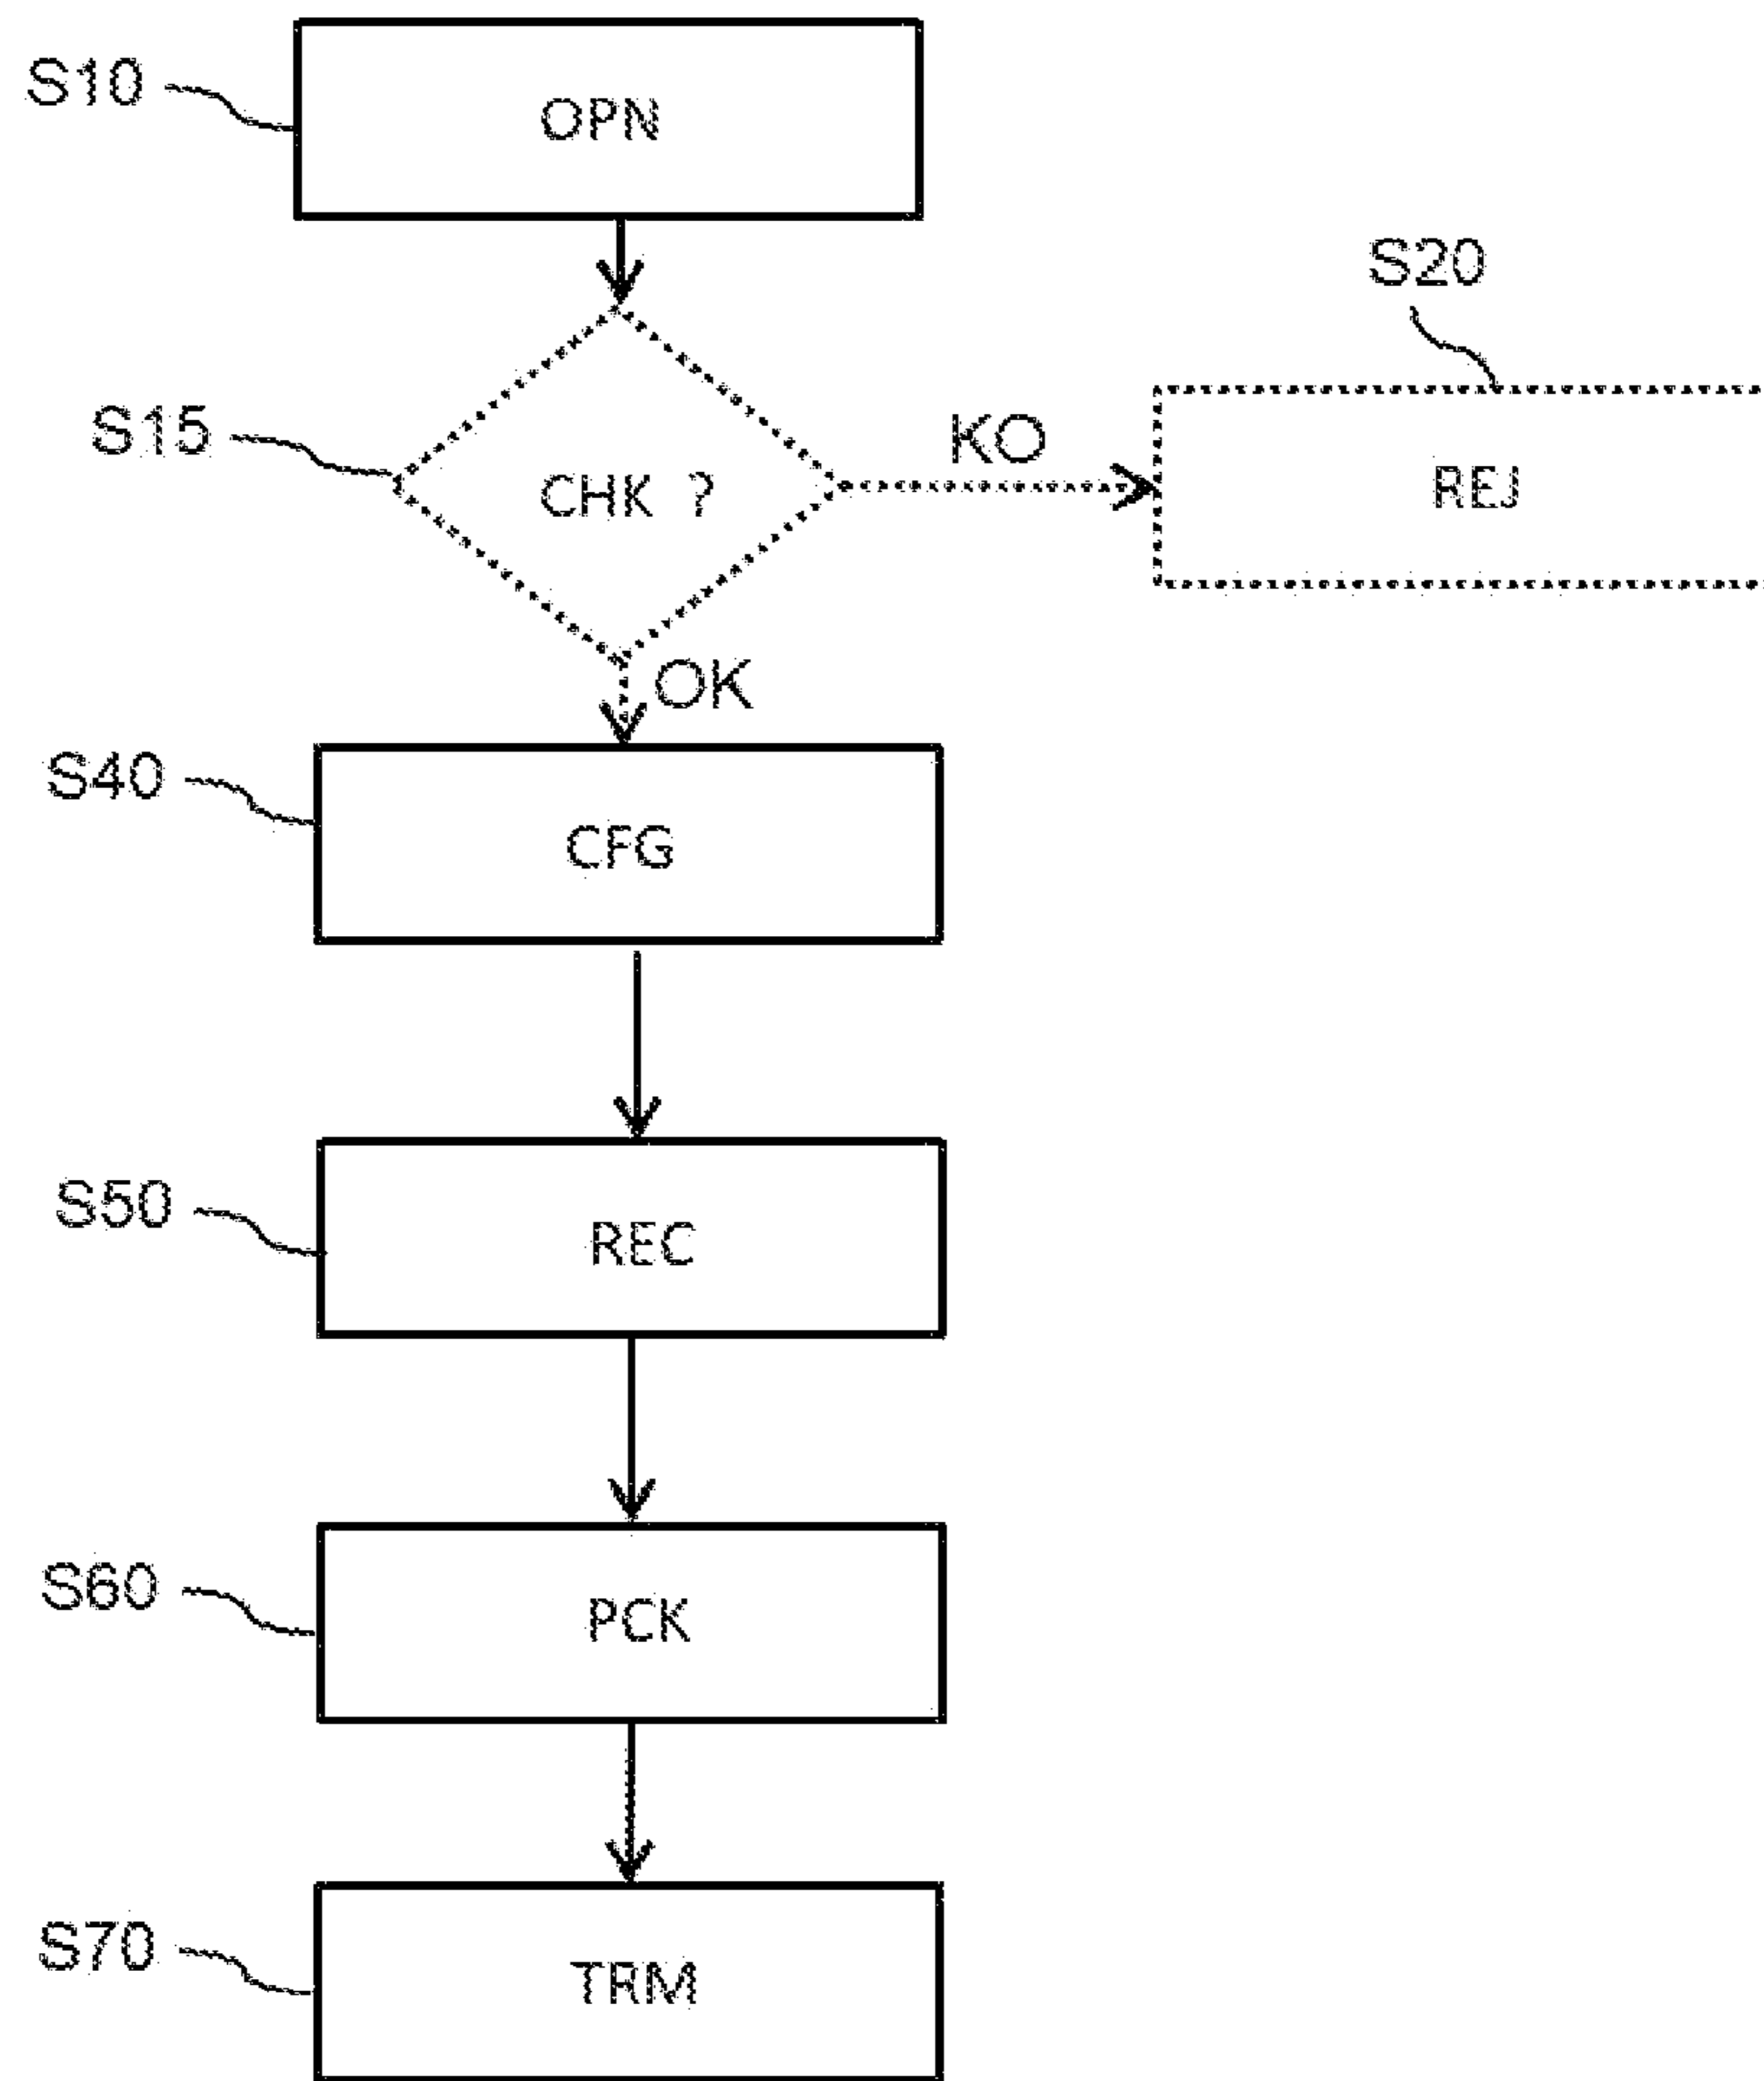 S10
OPN
S20
S15
CHK ?
KO
REJ
OK
S40
CFG
S50
REC
S60
PCK
S70
TRM